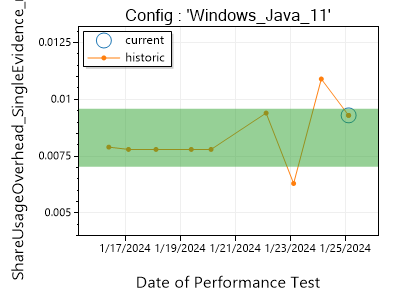 Config : 'Windows_Java_11'
ShareUsageOverhead_SingleEvidence_
current
historic
0.0125
0.01
0.0075
0.005
1/17/2024
1/19/2024
1/21/2024
1/23/2024
1/25/2024
Date of Performance Test